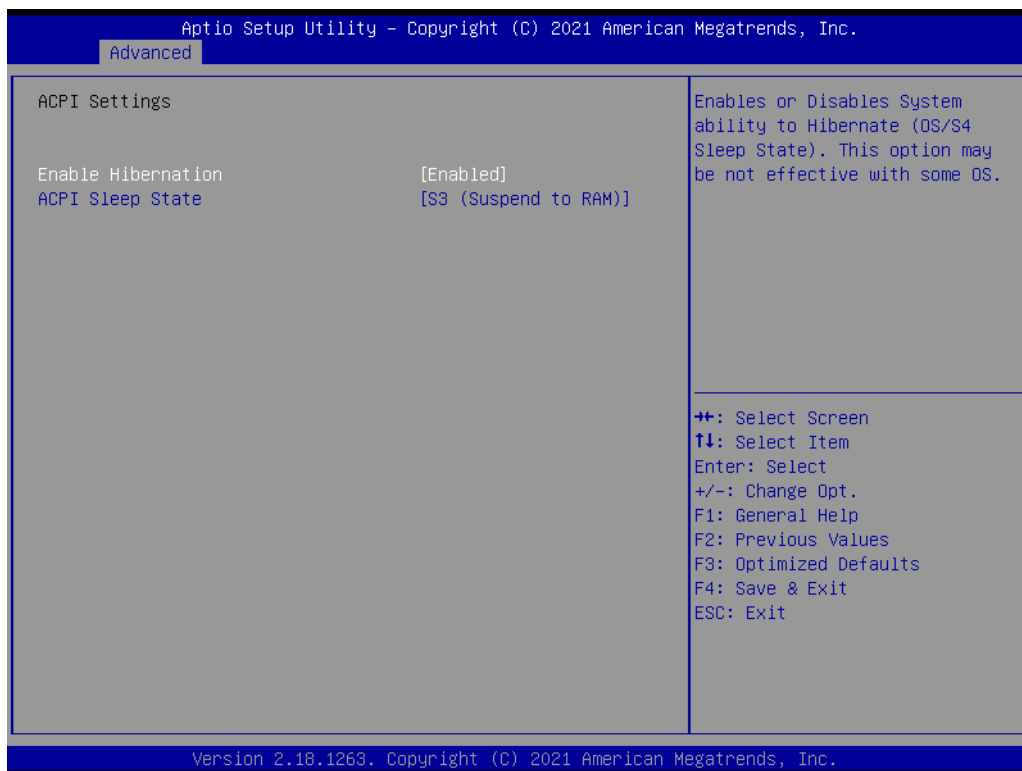 Aptio Setup Utility – Copyright (C) 2021 American Megatrends, Inc.
Advanced
ACPI Settings
Enable Hibernation [Enabled]
ACPI Sleep State [S3 (Suspend to RAM)]
Enables or Disables System
ability to Hibernate (OS/S4
Sleep State). This option may
be not effective with some OS.
→←: Select Screen
↑↓: Select Item
Enter: Select
+/-: Change Opt.
F1: General Help
F2: Previous Values
F3: Optimized Defaults
F4: Save & Exit
ESC: Exit
Version 2.18.1263. Copyright (C) 2021 American Megatrends, Inc.